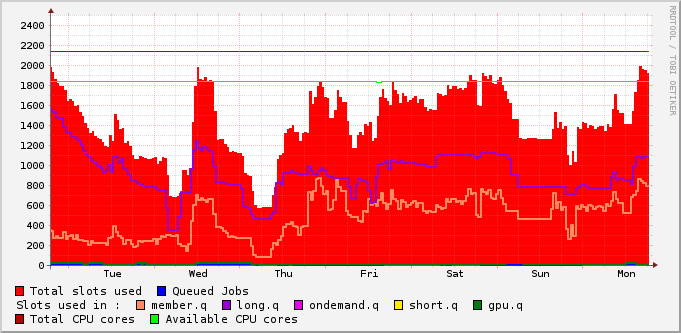 RRDTOOL / TOBI OETIKER
2400
2200
2000
1800
1600
1400
1200
1000
800
600
400
200
0
Tue Wed Thu Fri Sat Sun Mon
Total slots used Queued Jobs
Slots used in : member.q long.q ondemand.q short.q gpu.q
Total CPU cores Available CPU cores